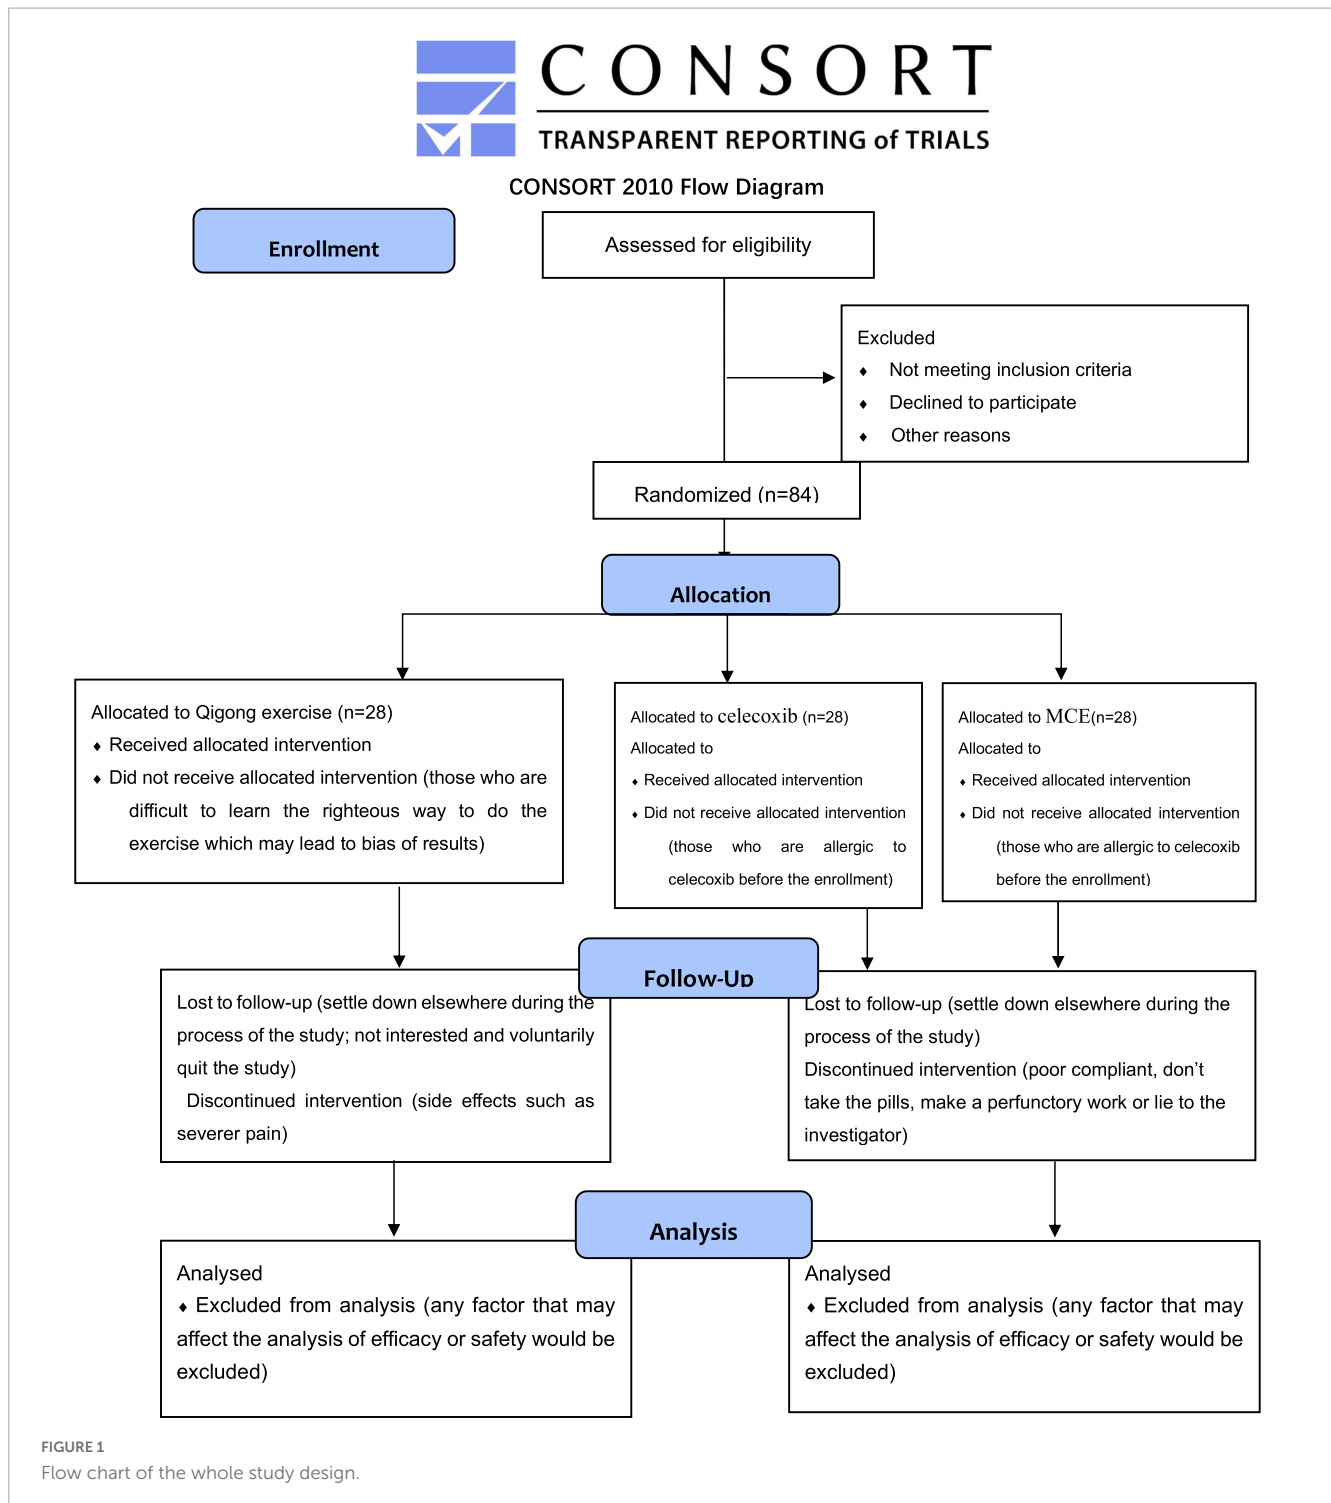 CONSORT
TRANSPARENT REPORTING of TRIALS
CONSORT 2010 Flow Diagram
Enrollment
Assessed for eligibility
Excluded
♦ Not meeting inclusion criteria
♦ Declined to participate
♦ Other reasons
Randomized (n=84)
Allocation
Allocated to Qigong exercise (n=28)
♦ Received allocated intervention
♦ Did not receive allocated intervention (those who are
difficult to learn the righteous way to do the
exercise which may lead to bias of results)
Allocated to celecoxib (n=28)
Allocated to
♦ Received allocated intervention
♦ Did not receive allocated intervention
(those who are allergic to
celecoxib before the enrollment)
Allocated to MCE(n=28)
Allocated to
♦ Received allocated intervention
♦ Did not receive allocated intervention
(those who are allergic to celecoxib
before the enrollment)
Follow-Up
Lost to follow-up (settle down elsewhere during the
process of the study; not interested and voluntarily
quit the study)
Discontinued intervention (side effects such as
severer pain)
Lost to follow-up (settle down elsewhere during the
process of the study)
Discontinued intervention (poor compliant, don't
take the pills, make a perfunctory work or lie to the
investigator)
Analysis
Analysed
♦ Excluded from analysis (any factor that may
affect the analysis of efficacy or safety would be
excluded)
Analysed
♦ Excluded from analysis (any factor that may
affect the analysis of efficacy or safety would be
excluded)
FIGURE 1
Flow chart of the whole study design.